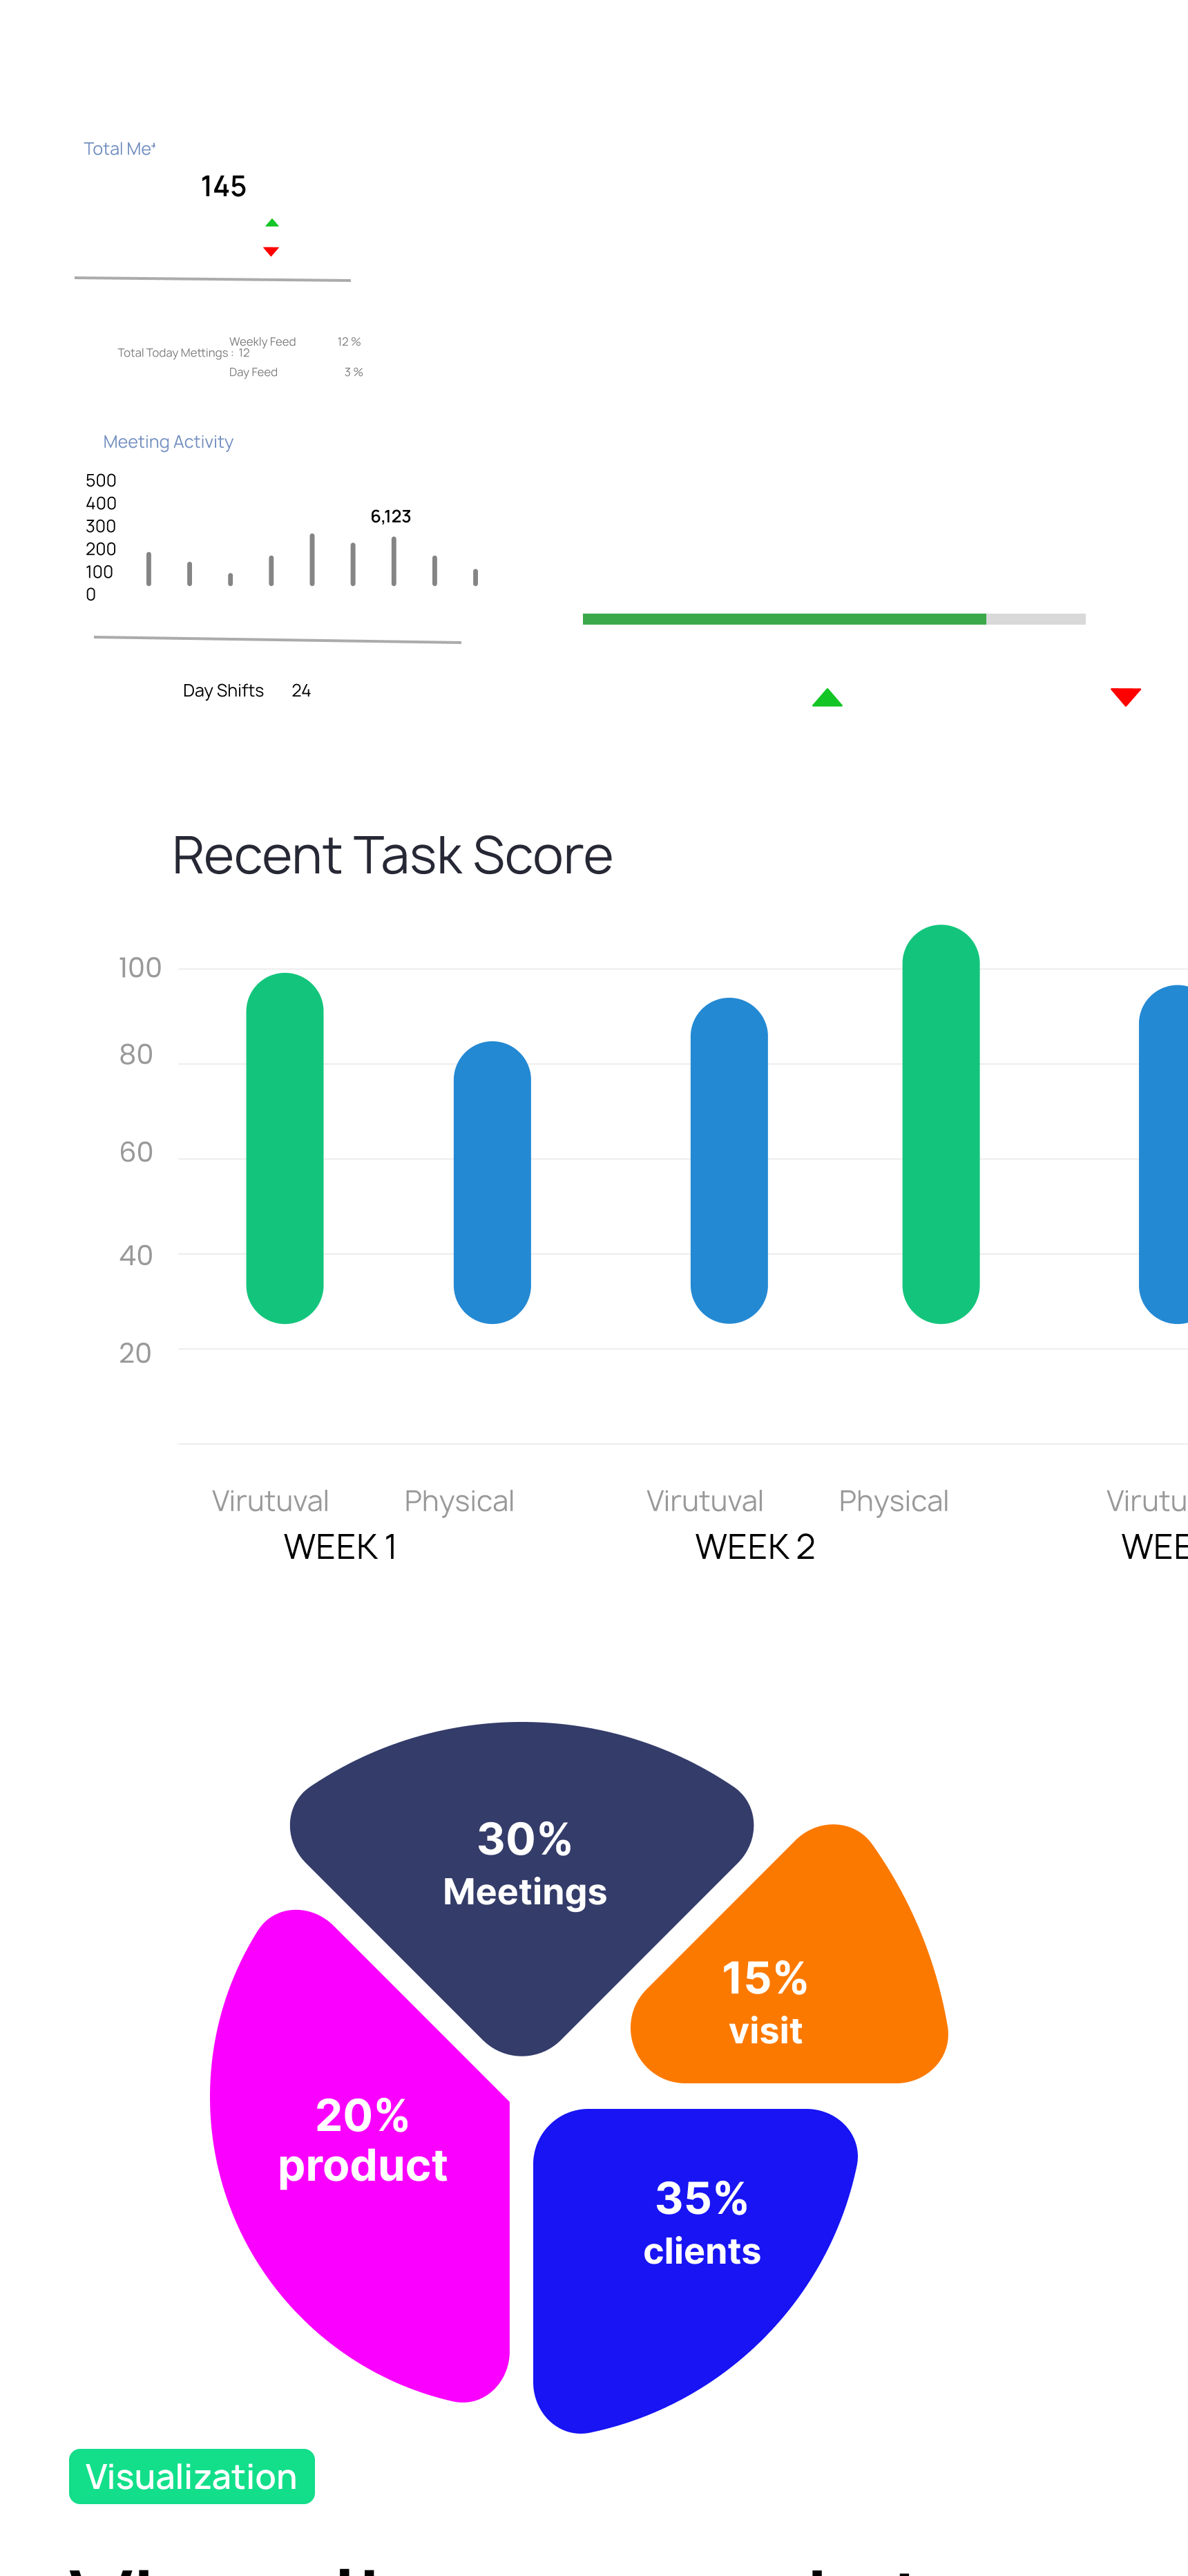 Total Me
145
Weekly Feed 12 %
Total Today Mettings : 12
Day Feed 3 %
Meeting Activity
500
400
300
200
100
0
6,123
Day Shifts 24
Recent Task Score
100
80
60
40
20
Virutuval Physical Virutuval Physical Virutu
WEEK 1 WEEK 2 WEE
30%
Meetings
15%
visit
20%
product
35%
clients
Visualization